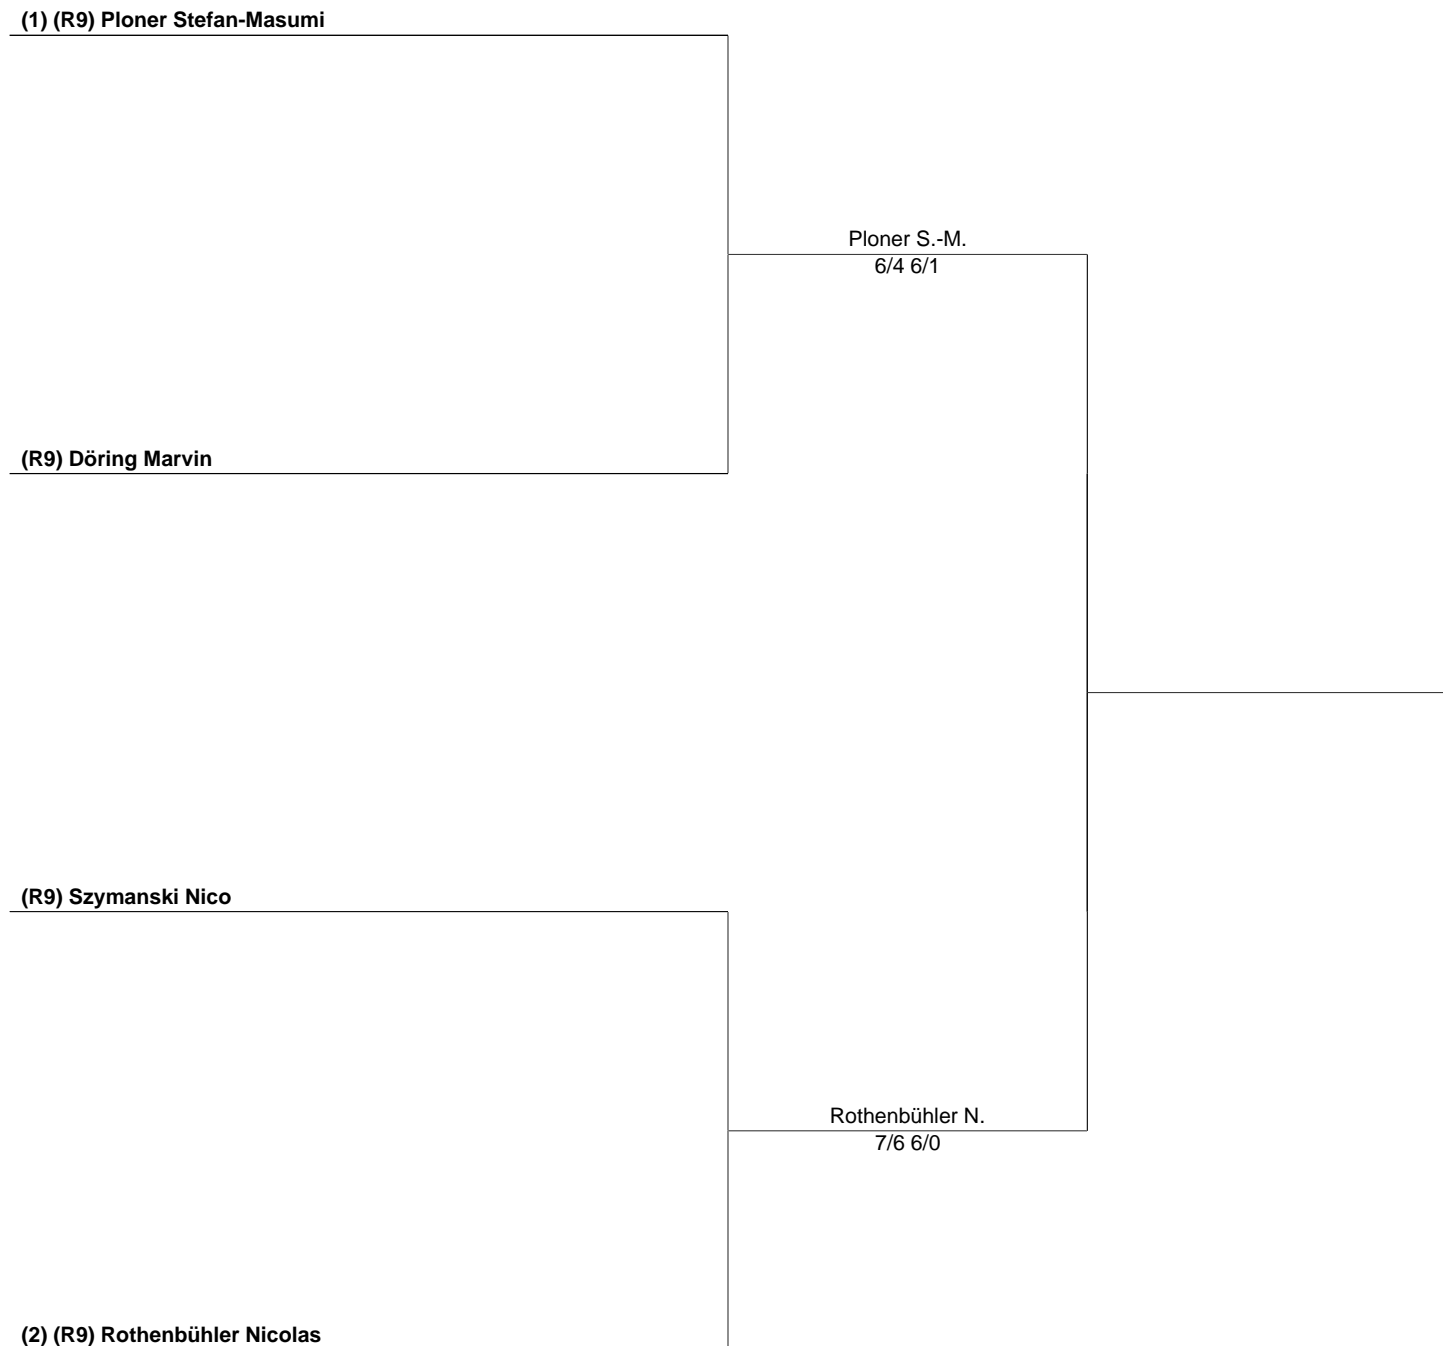 (1) (R9) Ploner Stefan-Masumi
Ploner S.-M.
6/4 6/1
(R9) Döring Marvin
(R9) Szymanski Nico
Rothenbühler N.
7/6 6/0
(2) (R9) Rothenbühler Nicolas